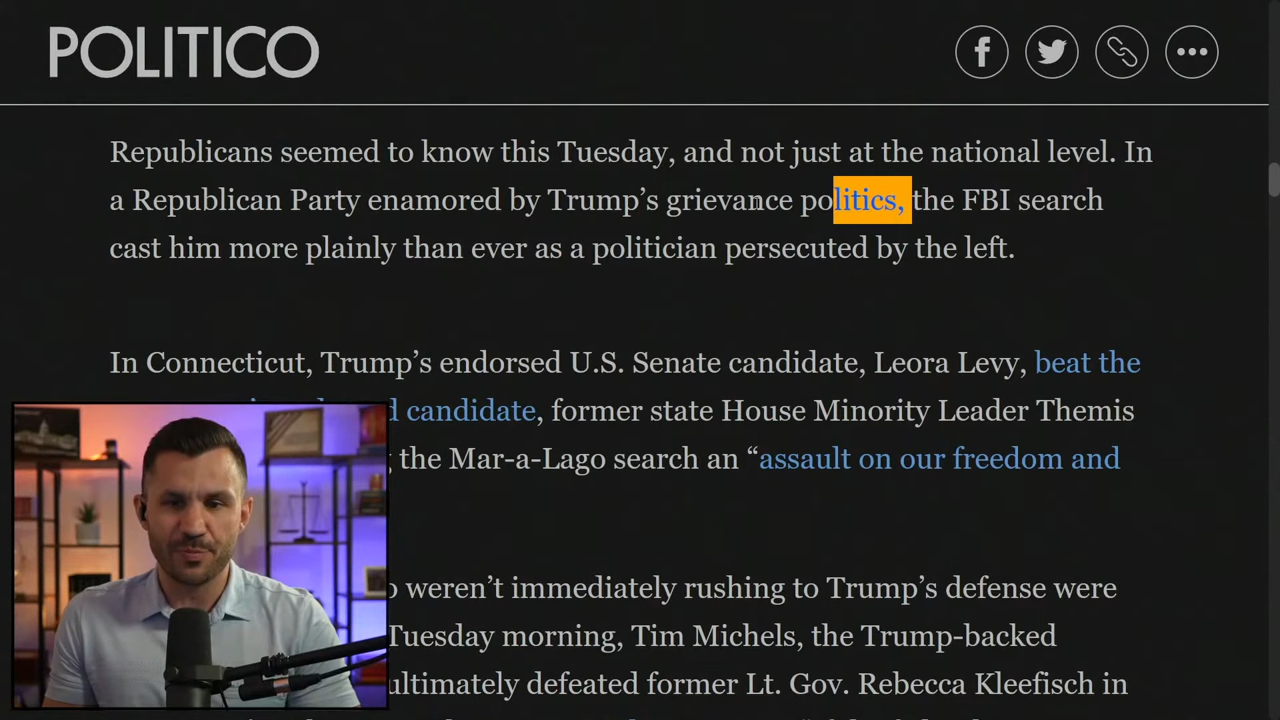 POLITICO
Republicans seemed to know this Tuesday, and not just at the national level. In
a Republican Party enamored by Trump’s grievance politics, the FBI search
cast him more plainly than ever as a politician persecuted by the left.
In Connecticut, Trump’s endorsed U.S. Senate candidate, Leora Levy, beat the
candidate, former state House Minority Leader Themis
the Mar-a-Lago search an “assault on our freedom and
weren’t immediately rushing to Trump’s defense were
Tuesday morning, Tim Michels, the Trump-backed
ultimately defeated former Lt. Gov. Rebecca Kleefisch in